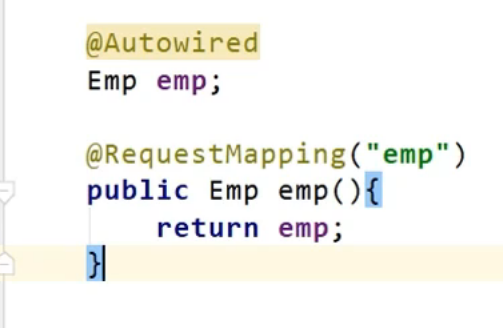 @Autowired
Emp emp;
@RequestMapping("emp")
public Emp emp(){
return emp;
}